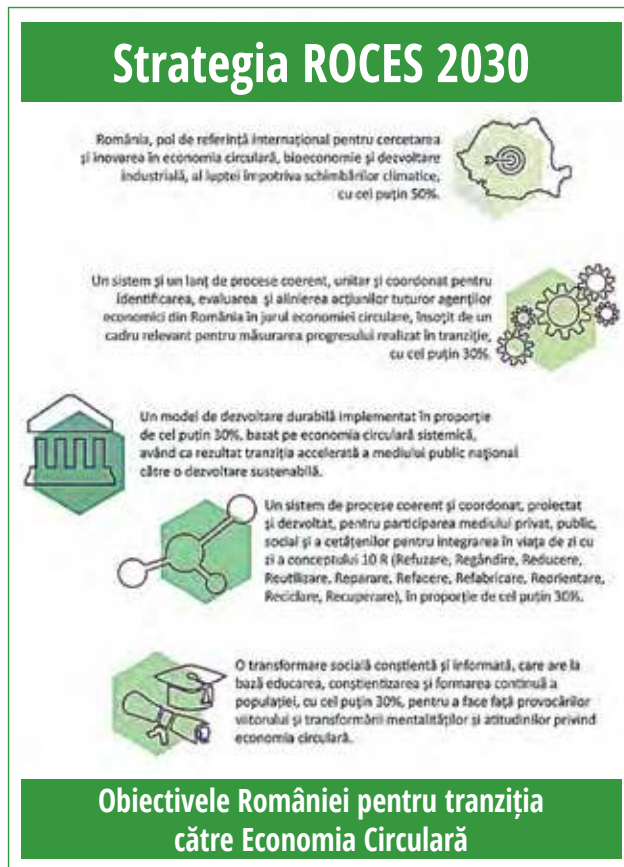 Strategia ROCES 2030
România, pol de referință internațional pentru cercetarea
și inovarea în economia circulară, bioeconomie și dezvoltare
industrială, al luptei împotriva schimbărilor climatice,
cu cel puțin 50%.
Un sistem și un lanț de procese coerent, unitar și coordonat pentru
identificarea, evaluarea și alinierea acțiunilor tuturor agenților
economici din România în jurul economiei circulare, însoțit de un
cadru relevant pentru măsurarea progresului realizat în tranziție,
cu cel puțin 30%.
Un model de dezvoltare durabilă implementat în proporție
de cel puțin 30%, bazat pe economia circulară sistemică,
având ca rezultat tranziția accelerată a mediului public național
către o dezvoltare sustenabilă.
Un sistem de procese coerent și coordonat, proiectat
și dezvoltat, pentru participarea mediului privat, public,
social și a cetățenilor pentru integrarea în viața de zi cu
zi a conceptului 10 R (Refuzare, Regândire, Reducere,
Reutilizare, Reparare, Refacere, Refabricare, Reorientare,
Reciclare, Recuperare), în proporție de cel puțin 30%.
O transformare socială conștientă și informată, care are la
bază educarea, conștientizarea și formarea continuă a
populației, cu cel puțin 30%, pentru a face față provocărilor
viitorului și transformării mentalităților și atitudinilor privind
economia circulară.
Obiectivele României pentru tranziția
către Economia Circulară